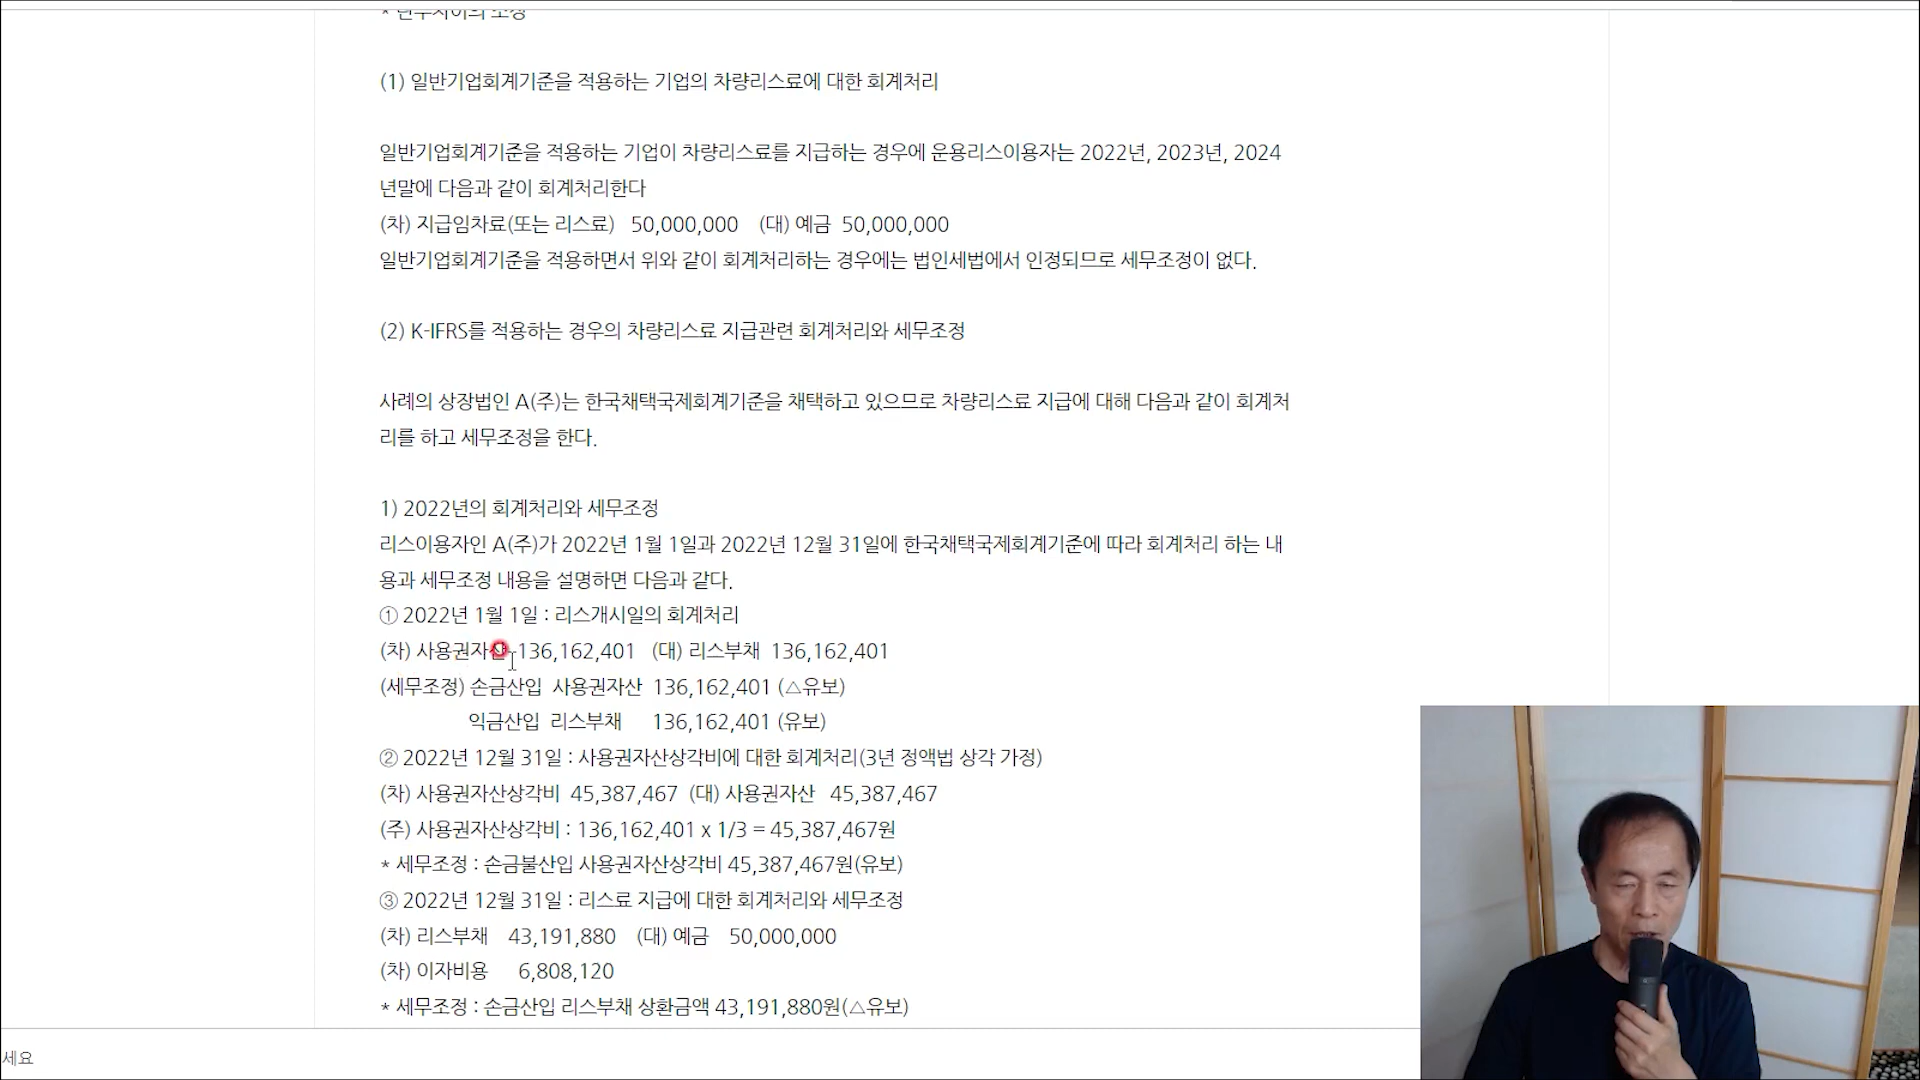 * 단수차이의 조정
(1) 일반기업회계기준을 적용하는 기업의 차량리스료에 대한 회계처리
일반기업회계기준을 적용하는 기업이 차량리스료를 지급하는 경우에 운용리스이용자는 2022년, 2023년, 2024
년말에 다음과 같이 회계처리한다
(차) 지급임차료(또는 리스료) 50,000,000 (대) 예금 50,000,000
일반기업회계기준을 적용하면서 위와 같이 회계처리하는 경우에는 법인세법에서 인정되므로 세무조정이 없다.
(2) K-IFRS를 적용하는 경우의 차량리스료 지급관련 회계처리와 세무조정
사례의 상장법인 A(주)는 한국채택국제회계기준을 채택하고 있으므로 차량리스료 지급에 대해 다음과 같이 회계처
리를 하고 세무조정을 한다.
1) 2022년의 회계처리와 세무조정
리스이용자인 A(주)가 2022년 1월 1일과 2022년 12월 31일에 한국채택국제회계기준에 따라 회계처리 하는 내
용과 세무조정 내용을 설명하면 다음과 같다.
① 2022년 1월 1일 : 리스개시일의 회계처리
(차) 사용권자산 136,162,401 (대) 리스부채 136,162,401
(세무조정) 손금산입 사용권자산 136,162,401 (△유보)
익금산입 리스부채 136,162,401 (유보)
② 2022년 12월 31일 : 사용권자산상각비에 대한 회계처리(3년 정액법 상각 가정)
(차) 사용권자산상각비 45,387,467 (대) 사용권자산 45,387,467
(주) 사용권자산상각비 : 136,162,401 x 1/3 = 45,387,467원
* 세무조정 : 손금불산입 사용권자산상각비 45,387,467원(유보)
③ 2022년 12월 31일 : 리스료 지급에 대한 회계처리와 세무조정
(차) 리스부채 43,191,880 (대) 예금 50,000,000
(차) 이자비용 6,808,120
* 세무조정 : 손금산입 리스부채 상환금액 43,191,880원(△유보)
세요